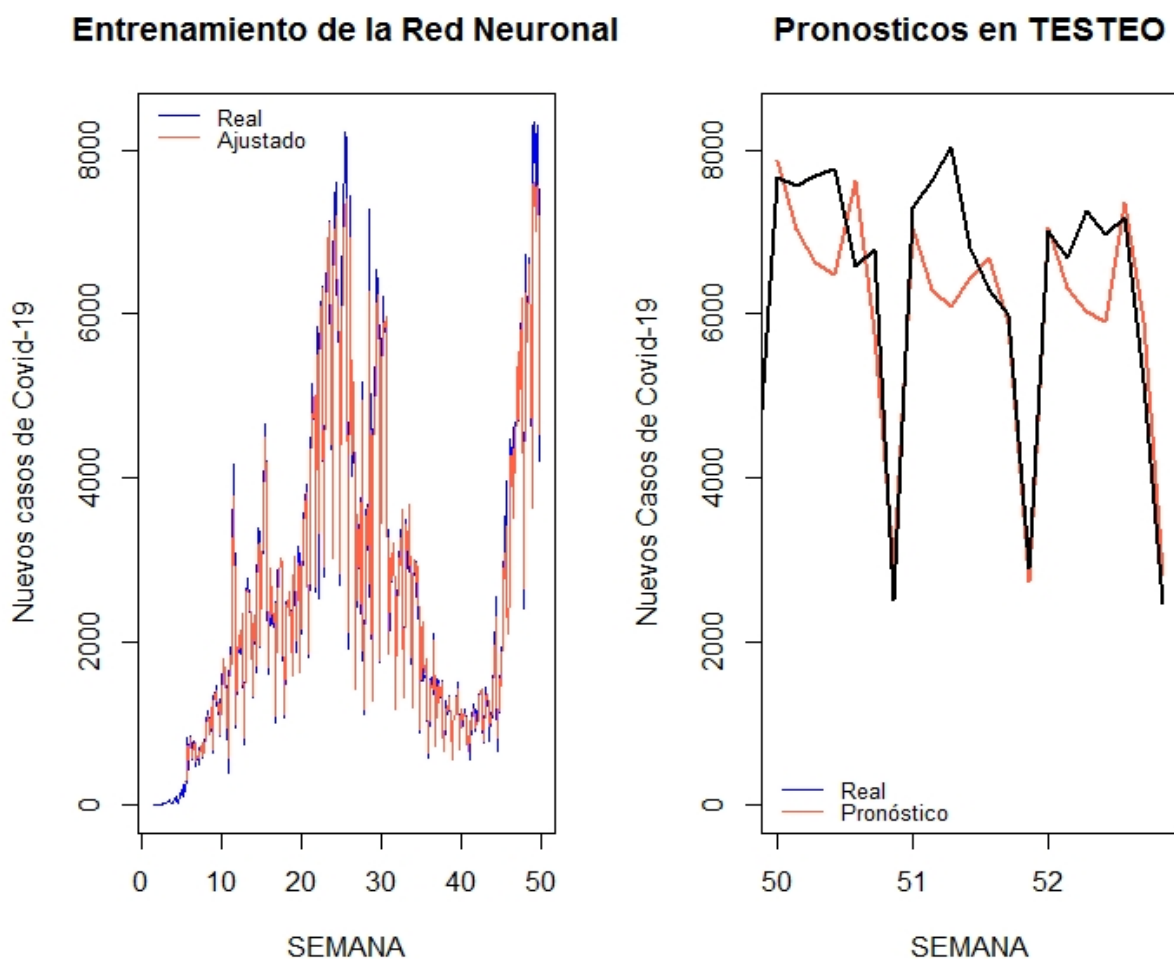 Entrenamiento de la Red Neuronal
Real
Ajustado
8000
6000
4000
2000
0
Nuevos casos de Covid-19
0 10 20 30 40 50
SEMANA
Pronosticos en TESTEO
8000
6000
4000
2000
0
Nuevos Casos de Covid-19
Real
Pronóstico
50 51 52
SEMANA